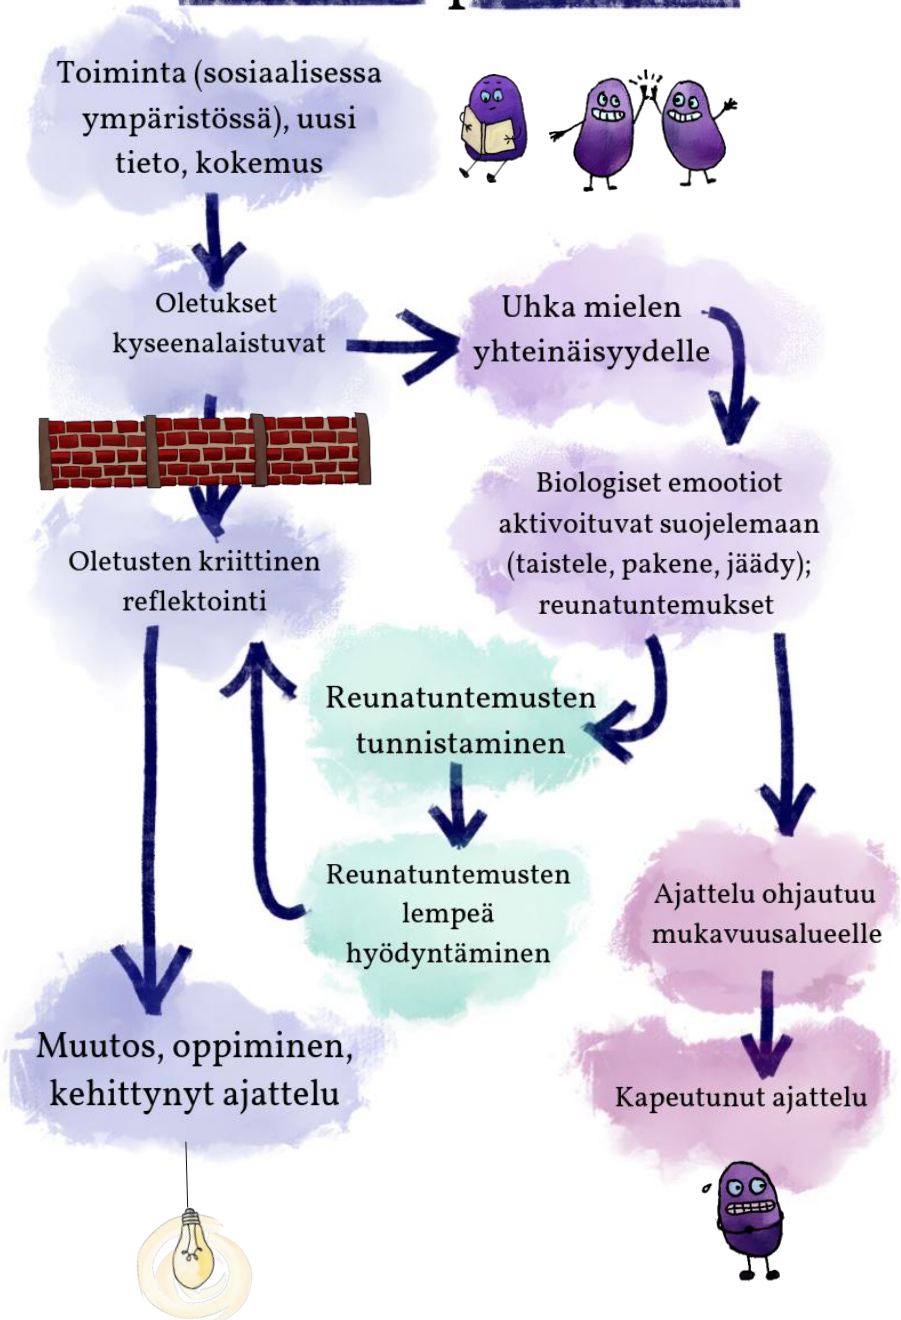 Toiminta (sosiaalisessa
ympäristössä), uusi
tieto, kokemus
Oletukset
kyseenalaistuvat
Uhka mielen
yhteinäisyydelle
Biologiset emootiot
aktivoituvat suojelemaan
(taistele, pakene, jäädy);
reunatuntemukset
Oletusten kriittinen
reflektointi
Reunatuntemusten
tunnistaminen
Reunatuntemusten
lempeä
hyödyntäminen
Ajattelu ohjautuu
mukavuusalueelle
Muutos, oppiminen,
kehittynyt ajattelu
Kapeutunut ajattelu